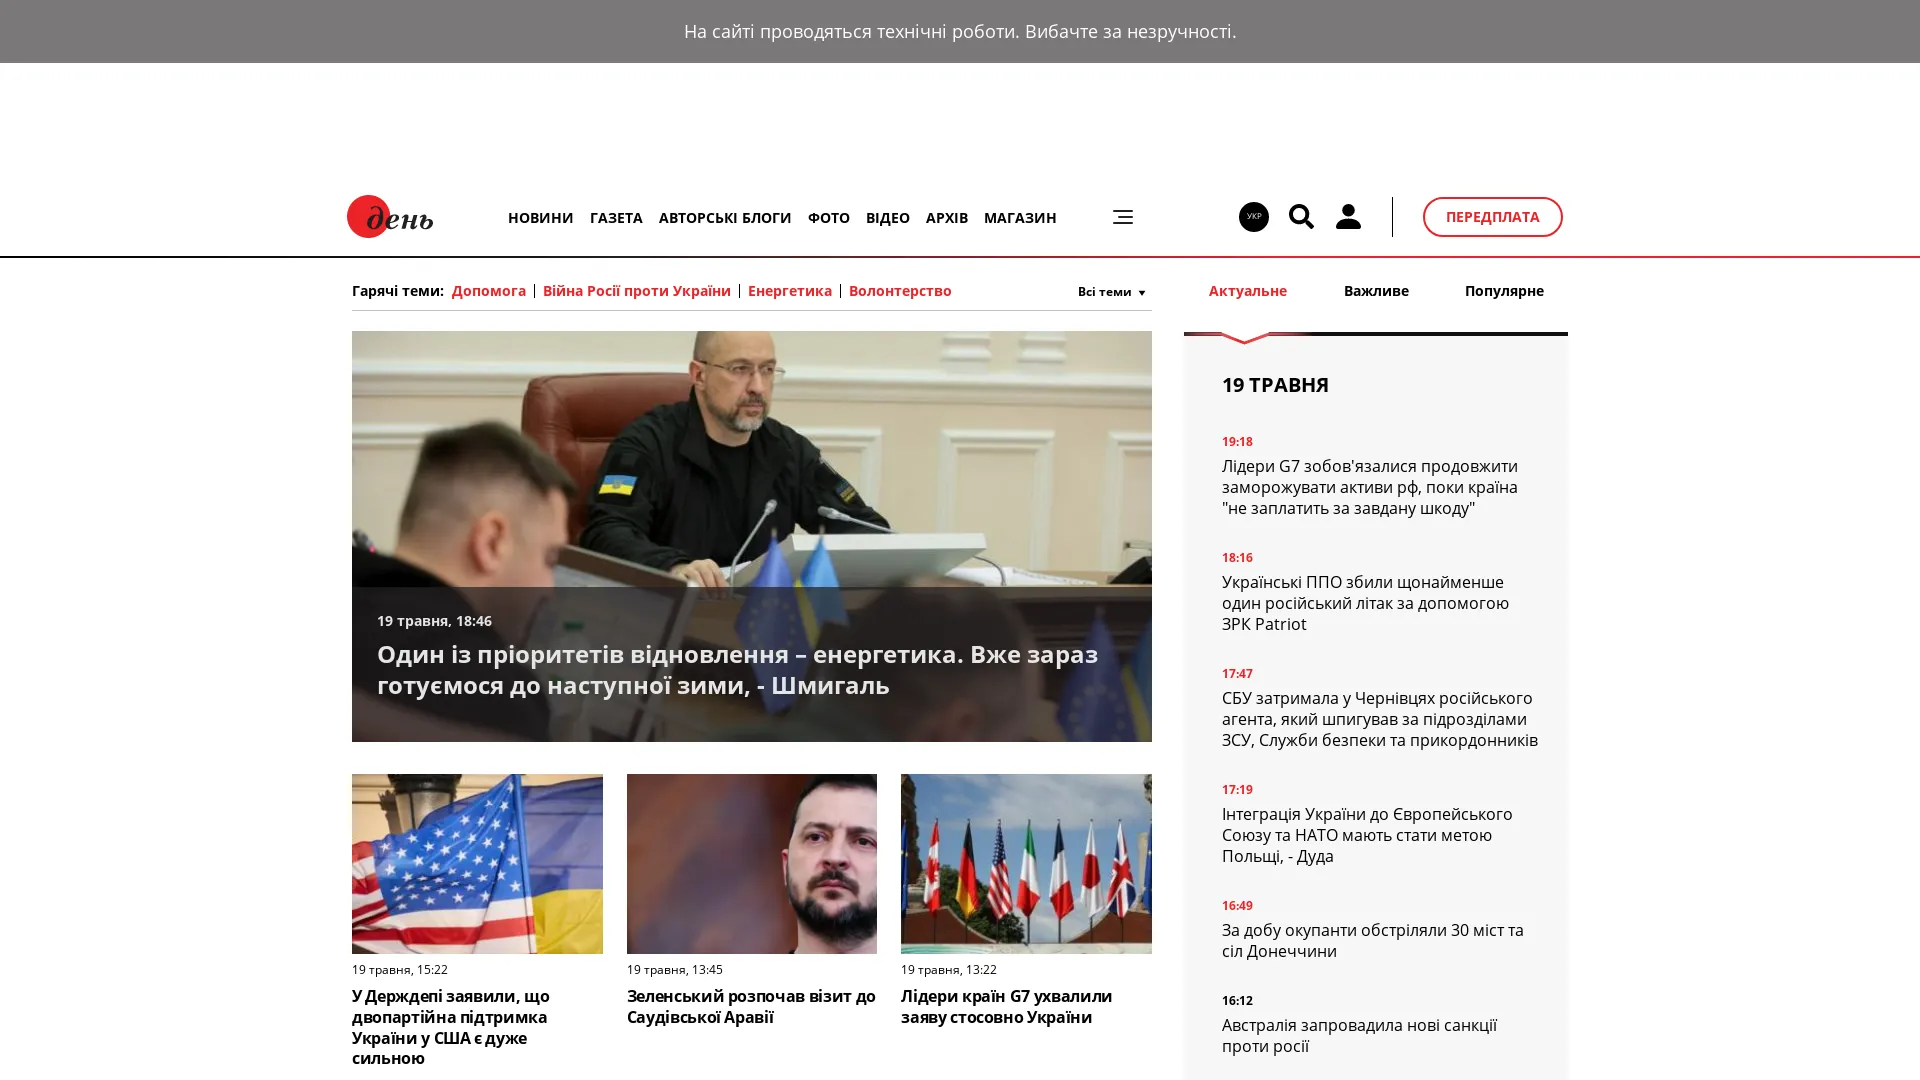 На сайті проводяться технічні роботи. Вибачте за незручності.
день
НОВИНИ ГАЗЕТА АВТОРСЬКІ БЛОГИ ФОТО ВІДЕО АРХІВ МАГАЗИН
УКР
ПЕРЕДПЛАТА
Гарячі теми: Допомога Війна Росії проти України Енергетика Волонтерство
Всі теми
19 травня, 18:46
Один із пріоритетів відновлення – енергетика. Вже зараз
готуємося до наступної зими, - Шмигаль
19 травня, 15:22
У Держдепі заявили, що
двопартійна підтримка
України у США є дуже
сильною
19 травня, 13:45
Зеленський розпочав візит до
Саудівської Аравії
19 травня, 13:22
Лідери країн G7 ухвалили
заяву стосовно України
Актуальне Важливе Популярне
19 ТРАВНЯ
19:18
Лідери G7 зобов'язалися продовжити
заморожувати активи рф, поки країна
"не заплатить за завдану шкоду"
18:16
Українські ППО збили щонайменше
один російський літак за допомогою
ЗРК Patriot
17:47
СБУ затримала у Чернівцях російського
агента, який шпигував за підрозділами
ЗСУ, Служби безпеки та прикордонників
17:19
Інтеграція України до Європейського
Союзу та НАТО мають стати метою
Польщі, - Дуда
16:49
За добу окупанти обстріляли 30 міст та
сіл Донеччини
16:12
Австралія запровадила нові санкції
проти росії